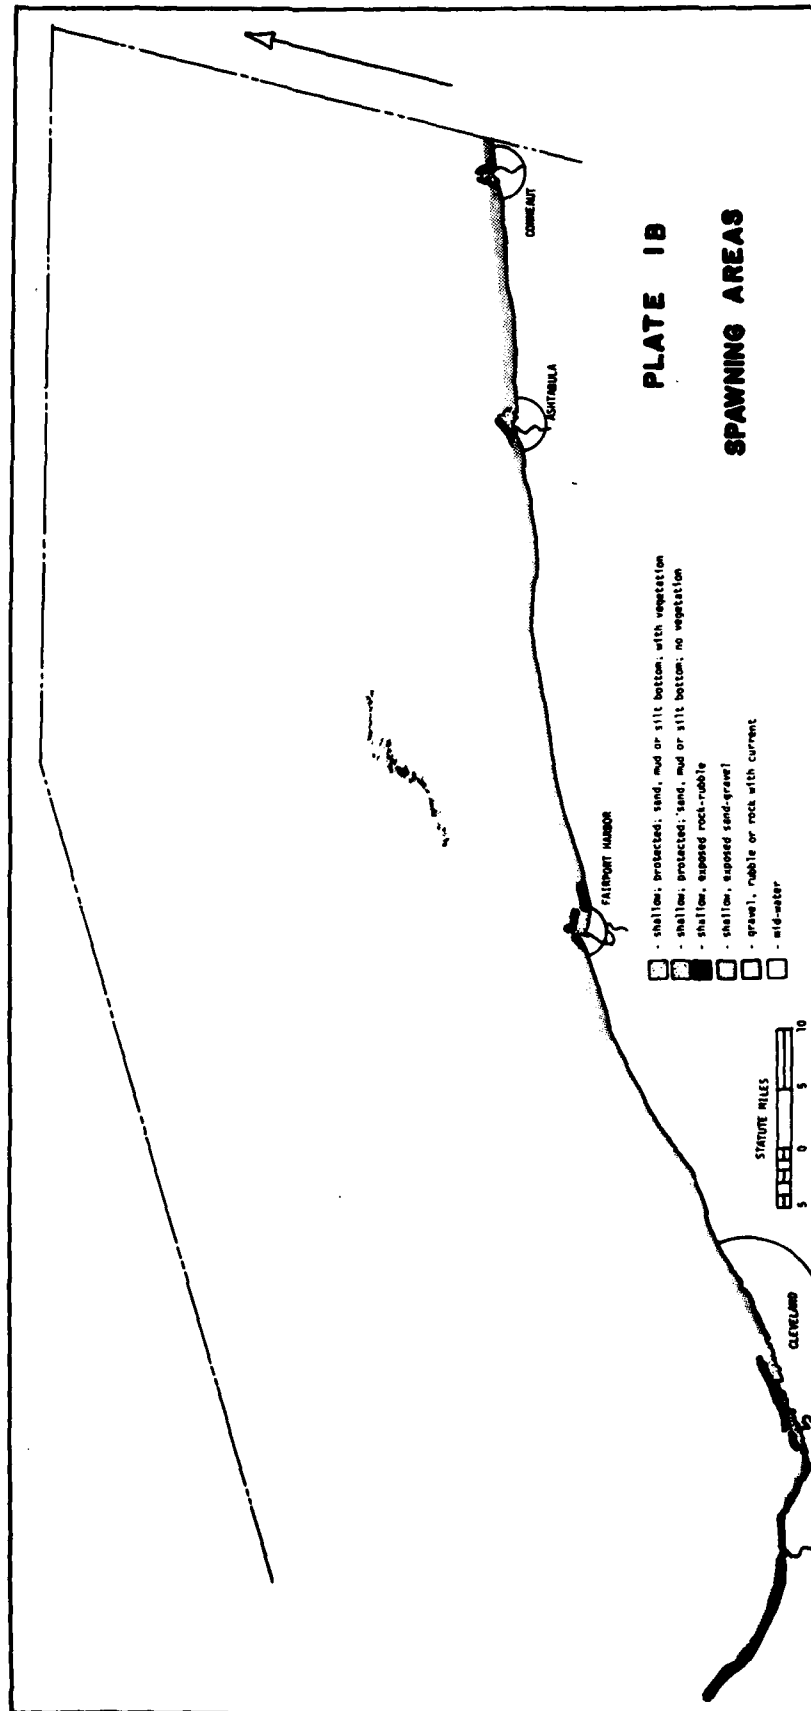 PLATE 1B
SPAWNING AREAS
CONNEAUT
ASHTABULA
FAIRPORT HARBOR
CLEVELAND
- shallow; protected; sand, mud or silt bottom; with vegetation
- shallow; protected; sand, mud or silt bottom; no vegetation
- shallow, exposed rock-rubble
- shallow, exposed sand-gravel
- gravel, rubble or rock with current
- mid-water
STATUTE MILES
5 0 5 10